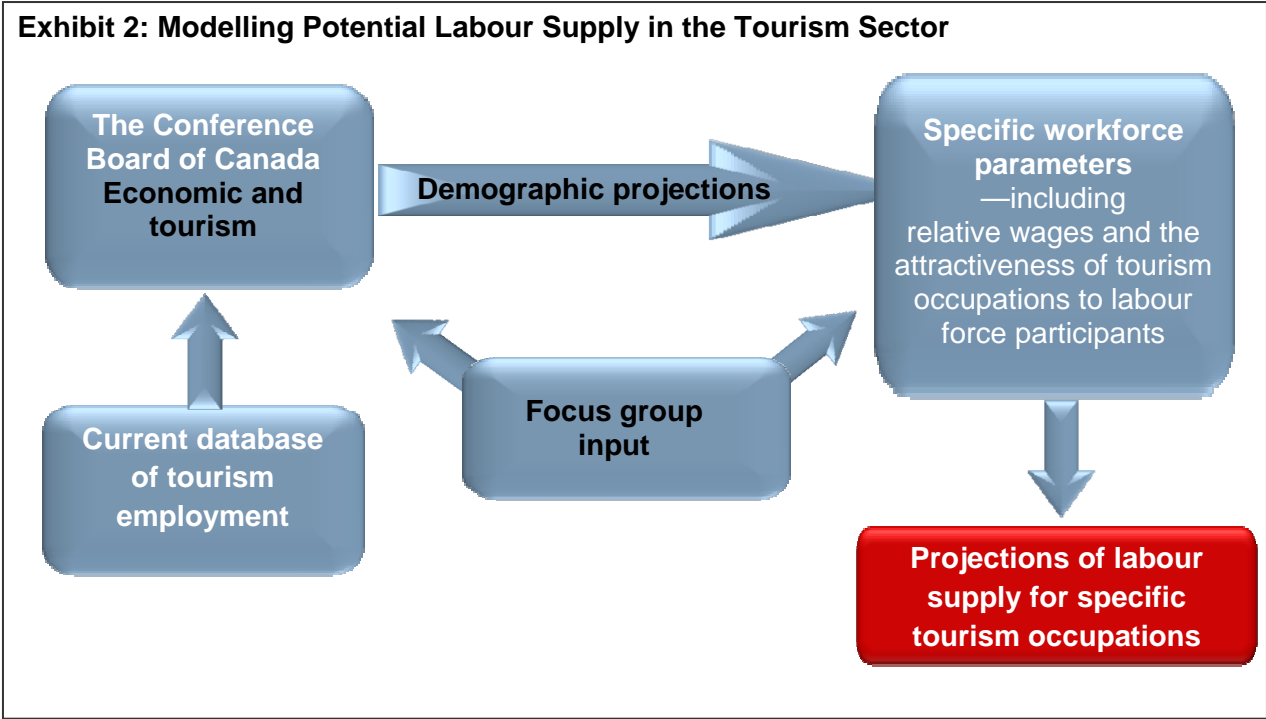 Exhibit 2: Modelling Potential Labour Supply in the Tourism Sector
The Conference
Board of Canada
Economic and
tourism
Demographic projections
Specific workforce
parameters
—including
relative wages and the
attractiveness of tourism
occupations to labour
force participants
Current database
of tourism
employment
Focus group
input
Projections of labour
supply for specific
tourism occupations